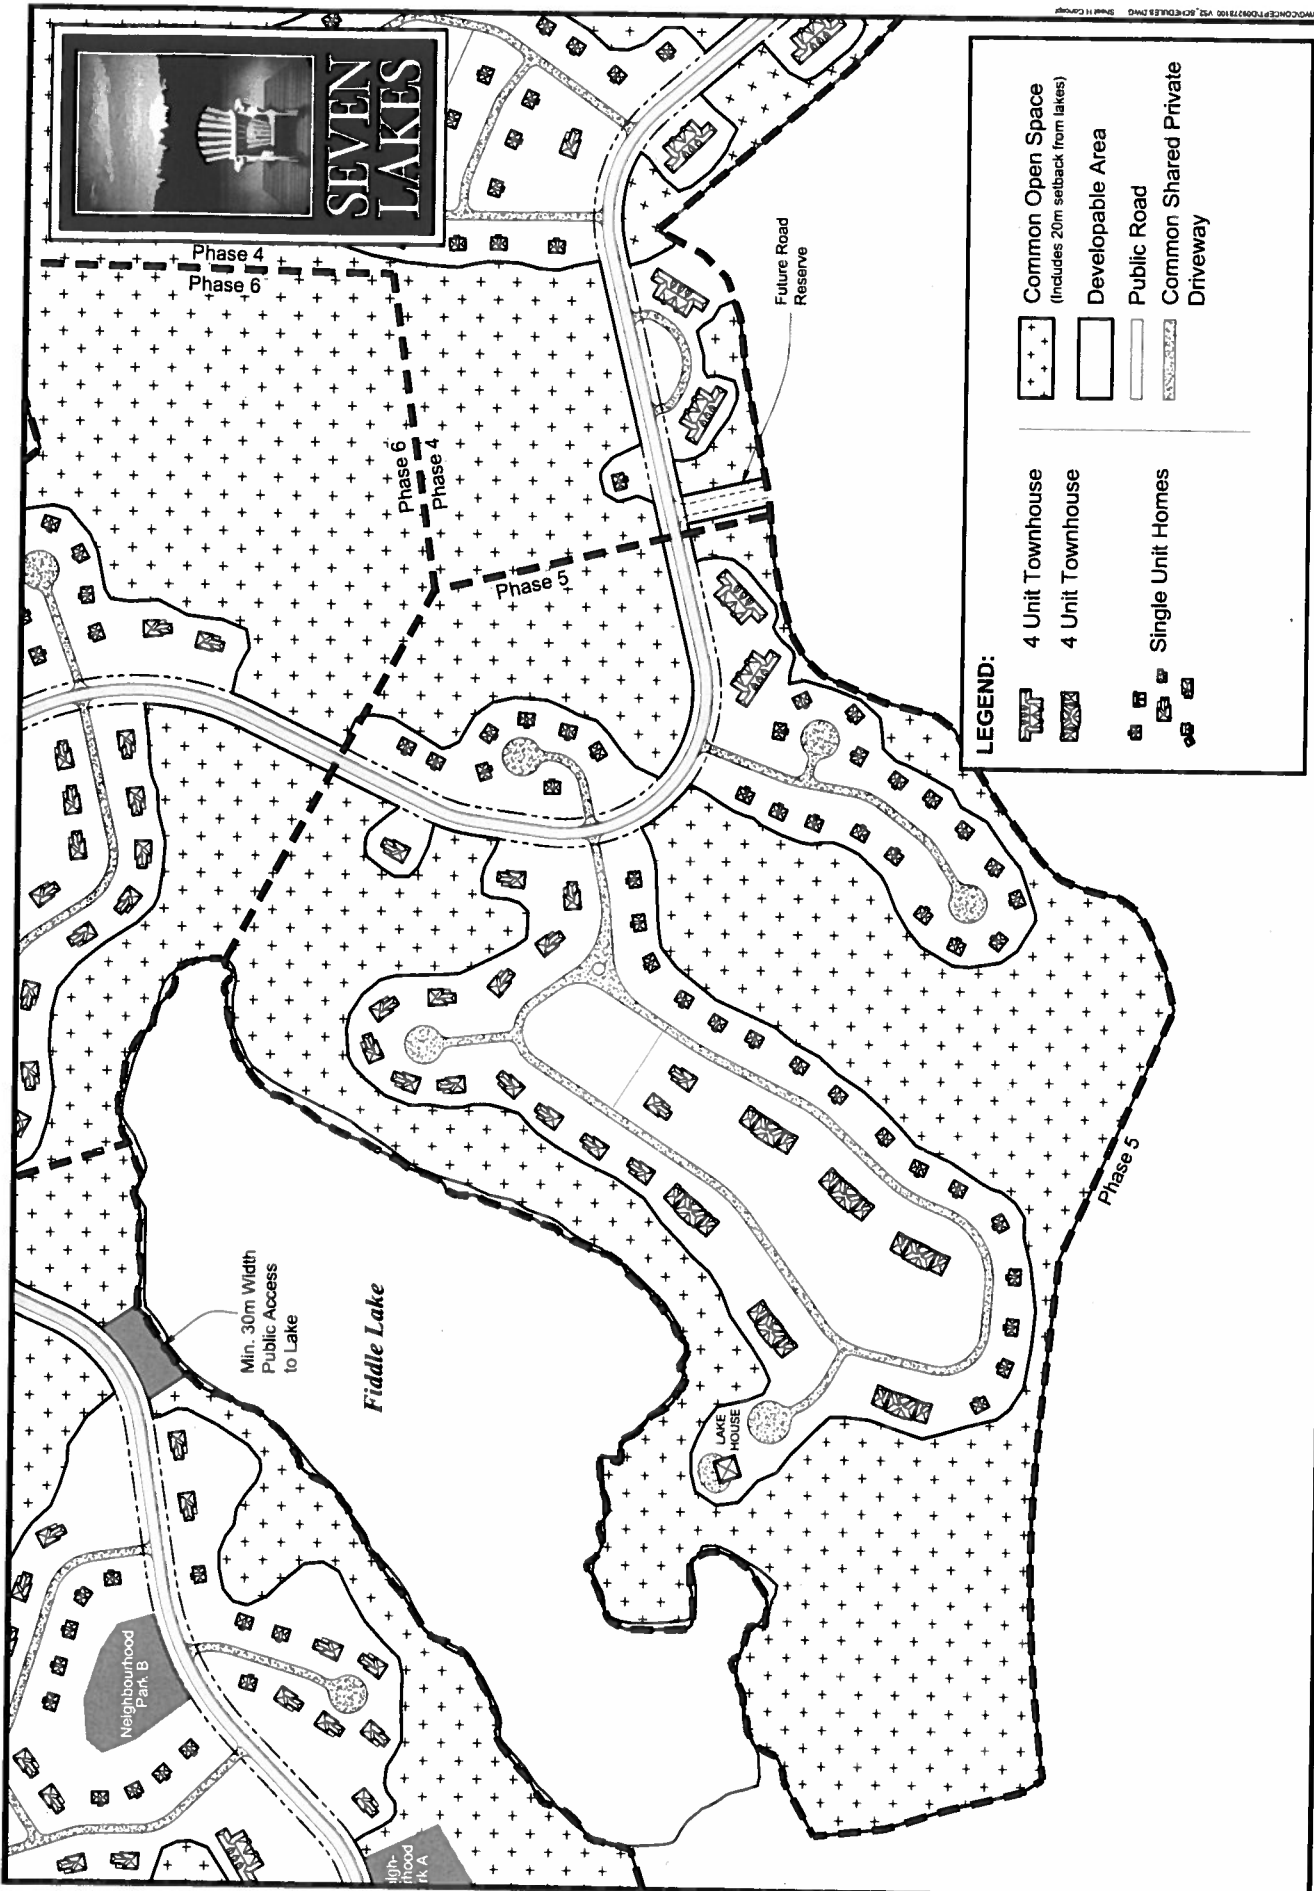 SEVEN
LAKES
Phase 4
Phase 6
Phase 6
Phase 4
Phase 5
Future Road
Reserve
Min. 30m Width
Public Access
to Lake
Fiddle Lake
LAKE
HOUSE
Neighbourhood
Park B
Phase 5
LEGEND:
4 Unit Townhouse
4 Unit Townhouse
Single Unit Homes
Common Open Space
(Includes 20m setback from lakes)
Developable Area
Public Road
Common Shared Private
Driveway